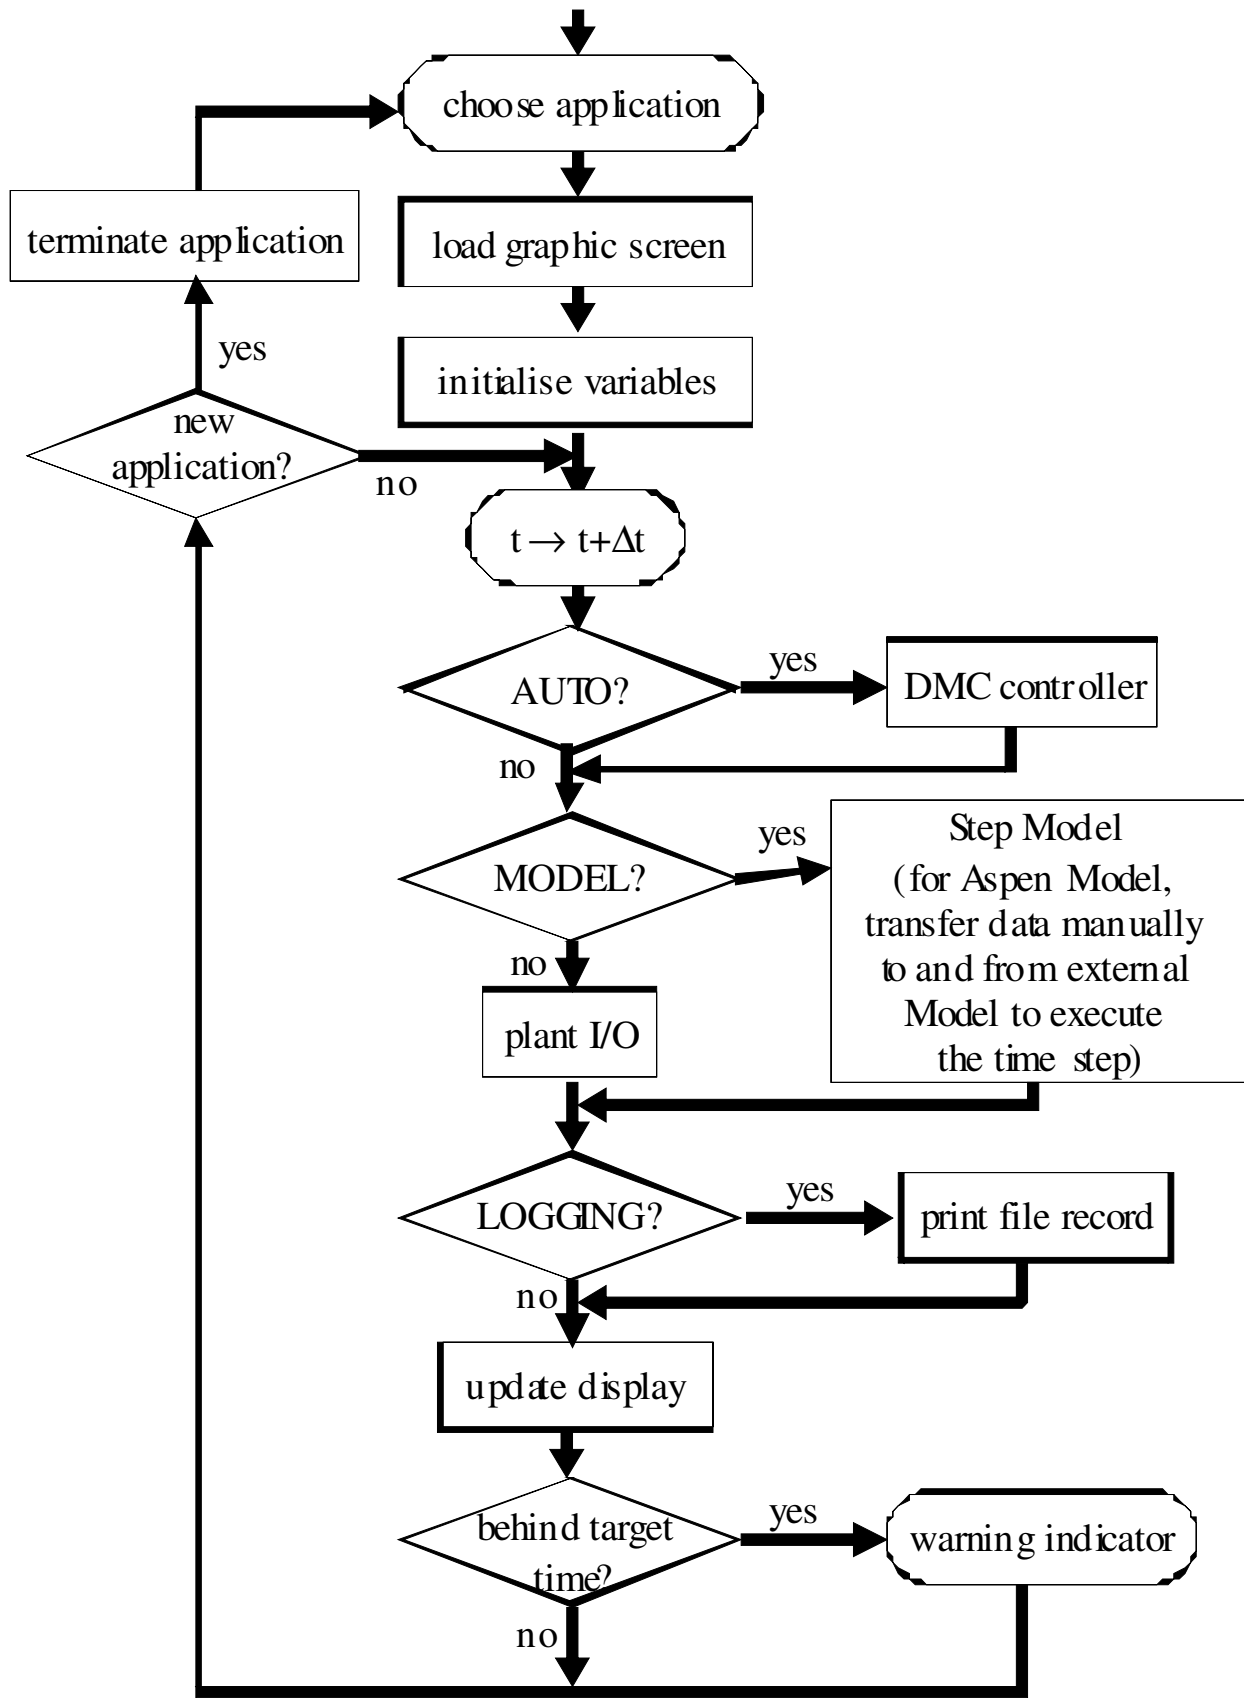 choose application
terminate application
load graphic screen
yes
initialise variables
new
application?
no
t → t+Δt
AUTO?
yes
DMC controller
no
MODEL?
yes
Step Model
(for Aspen Model,
transfer data manually
to and from external
Model to execute
the time step)
no
plant I/O
LOGGING?
yes
print file record
no
update display
behind target
time?
yes
warning indicator
no